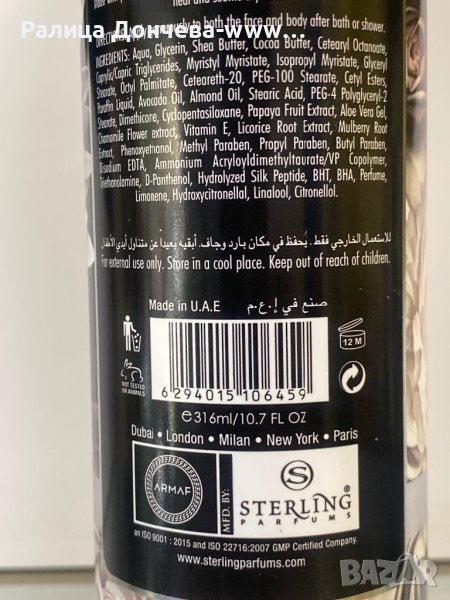 Ралица Дончева-www...
heal and soothe dry
DIRECTIONS: Apply generously to both the face and body after bath or shower.
INGREDIENTS: Aqua, Glycerin, Shea Butter, Cocoa Butter, Cetearyl Octanoate,
Caprylic/Capric Triglycerides, Myristyl Myristate, Isopropyl Myristate, Glyceryl
Stearate, Octyl Palmitate, Ceteareth-20, PEG-100 Stearate, Cetyl Esters,
Paraffin Liquid, Avocado Oil, Almond Oil, Stearic Acid, PEG-4 Polyglyceryl-2
Stearate, Dimethicore, Cyclopentasiloxane, Papaya Fruit Extract, Aloe Vera Gel,
Chamomile Flower extract, Vitamin E, Licorice Root Extract, Mulberry Root
Extract, Phenoxyethanol, Methyl Paraben, Propyl Paraben, Butyl Paraben,
Disodium EDTA, Ammonium Acryloyldimethyltaurate/VP Copolymer,
Triethanolamine, D-Panthenol, Hydrolyzed Silk Peptide, BHT, BHA, Perfume,
Limonene, Hydroxycitronellal, Linalool, Citronellol.
للاستعمال الخارجي فقط. يُحفظ في مكان بارد وجاف. أبقيه بعيداً عن متناول أيدي الأطفال.
For external use only. Store in a cool place. Keep out of reach of children.
Made in U.A.E صنع في إ.ع.م
12 M
NOT TESTED
ON ANIMALS
6 294015 106459
℮316ml/10.7 FL OZ
Dubai • London • Milan • New York • Paris
ARMAF
MFD. BY:
S
STERLING
PARFUMS
an ISO 9001 : 2015 and ISO 22716:2007 GMP Certified Company.
www.sterlingparfums.com
BAZAR